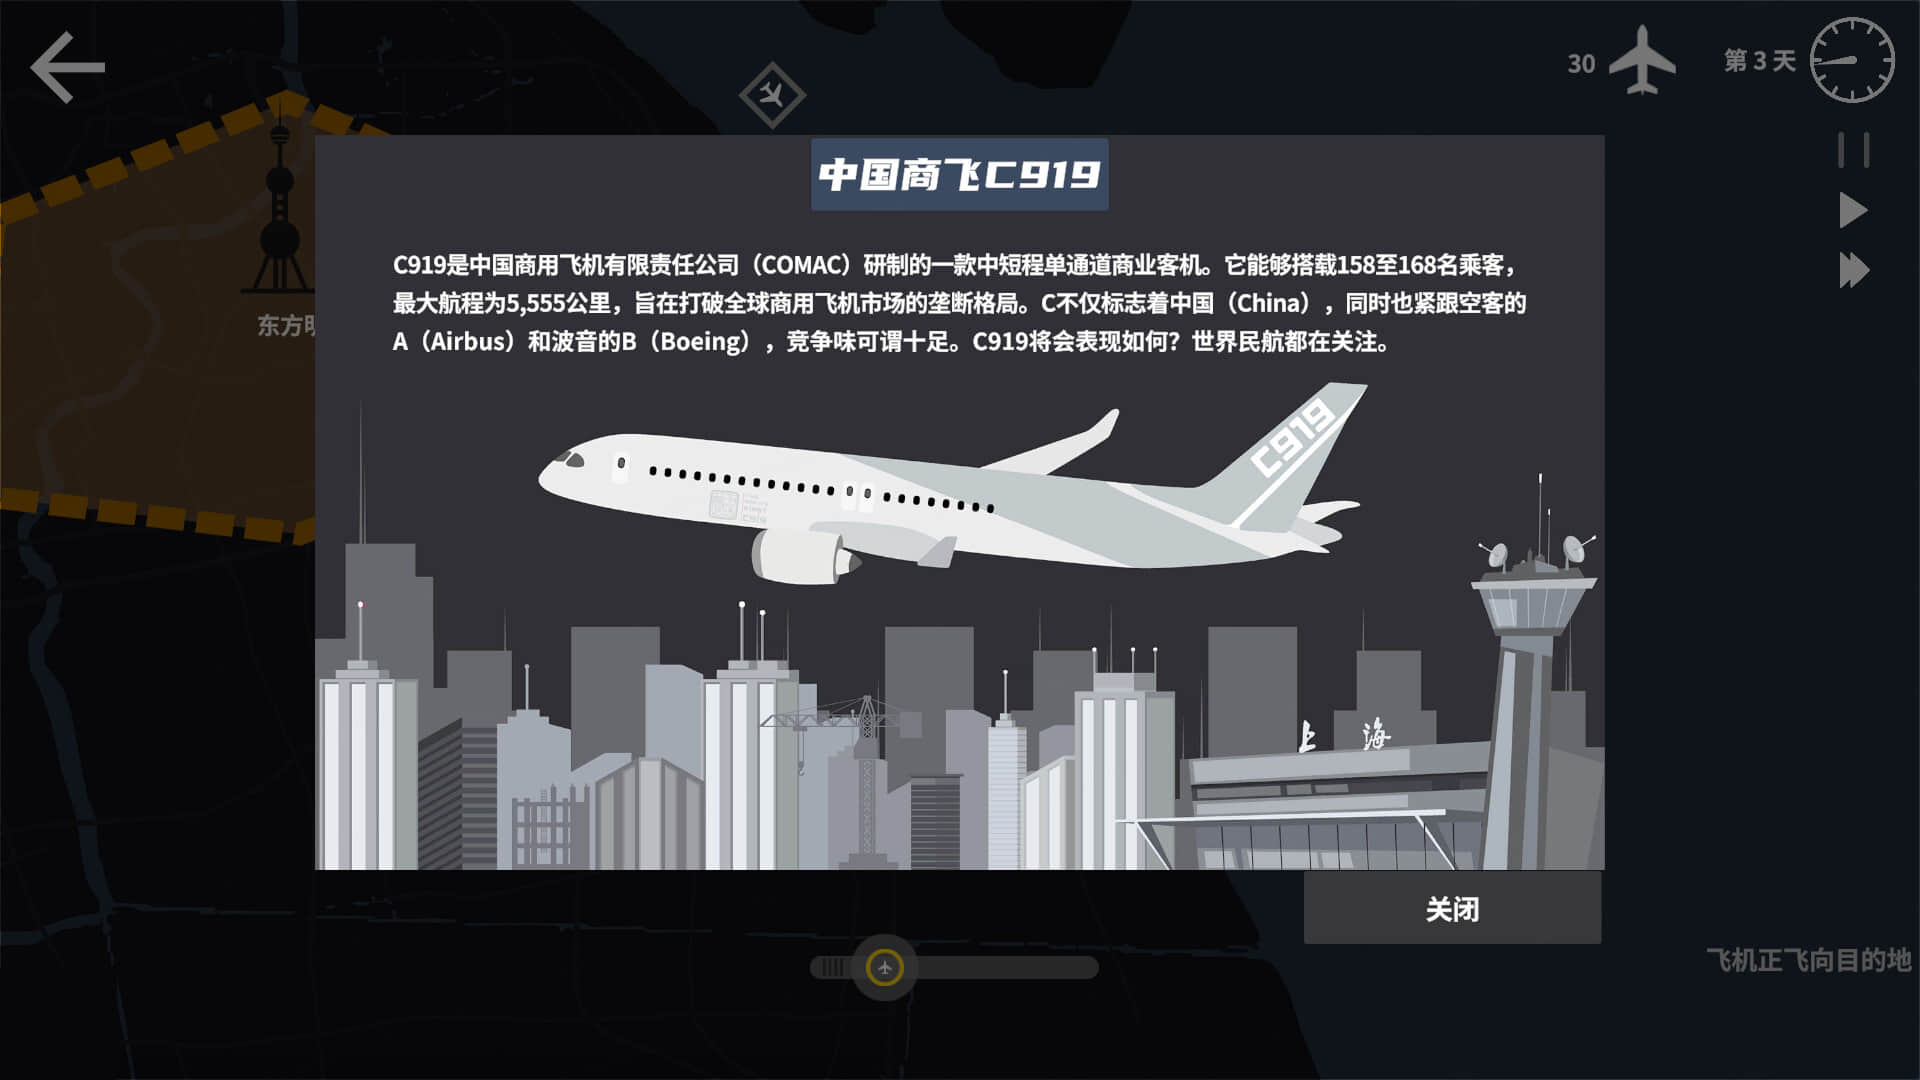 30
第 3 天
中国商飞C919
C919是中国商用飞机有限责任公司（COMAC）研制的一款中短程单通道商业客机。它能够搭载158至168名乘客，
最大航程为5,555公里，旨在打破全球商用飞机市场的垄断格局。C不仅标志着中国（China），同时也紧跟空客的
A（Airbus）和波音的B（Boeing），竞争味可谓十足。C919将会表现如何？世界民航都在关注。
东方明
C919
C919
上 海
关闭
飞机正飞向目的地